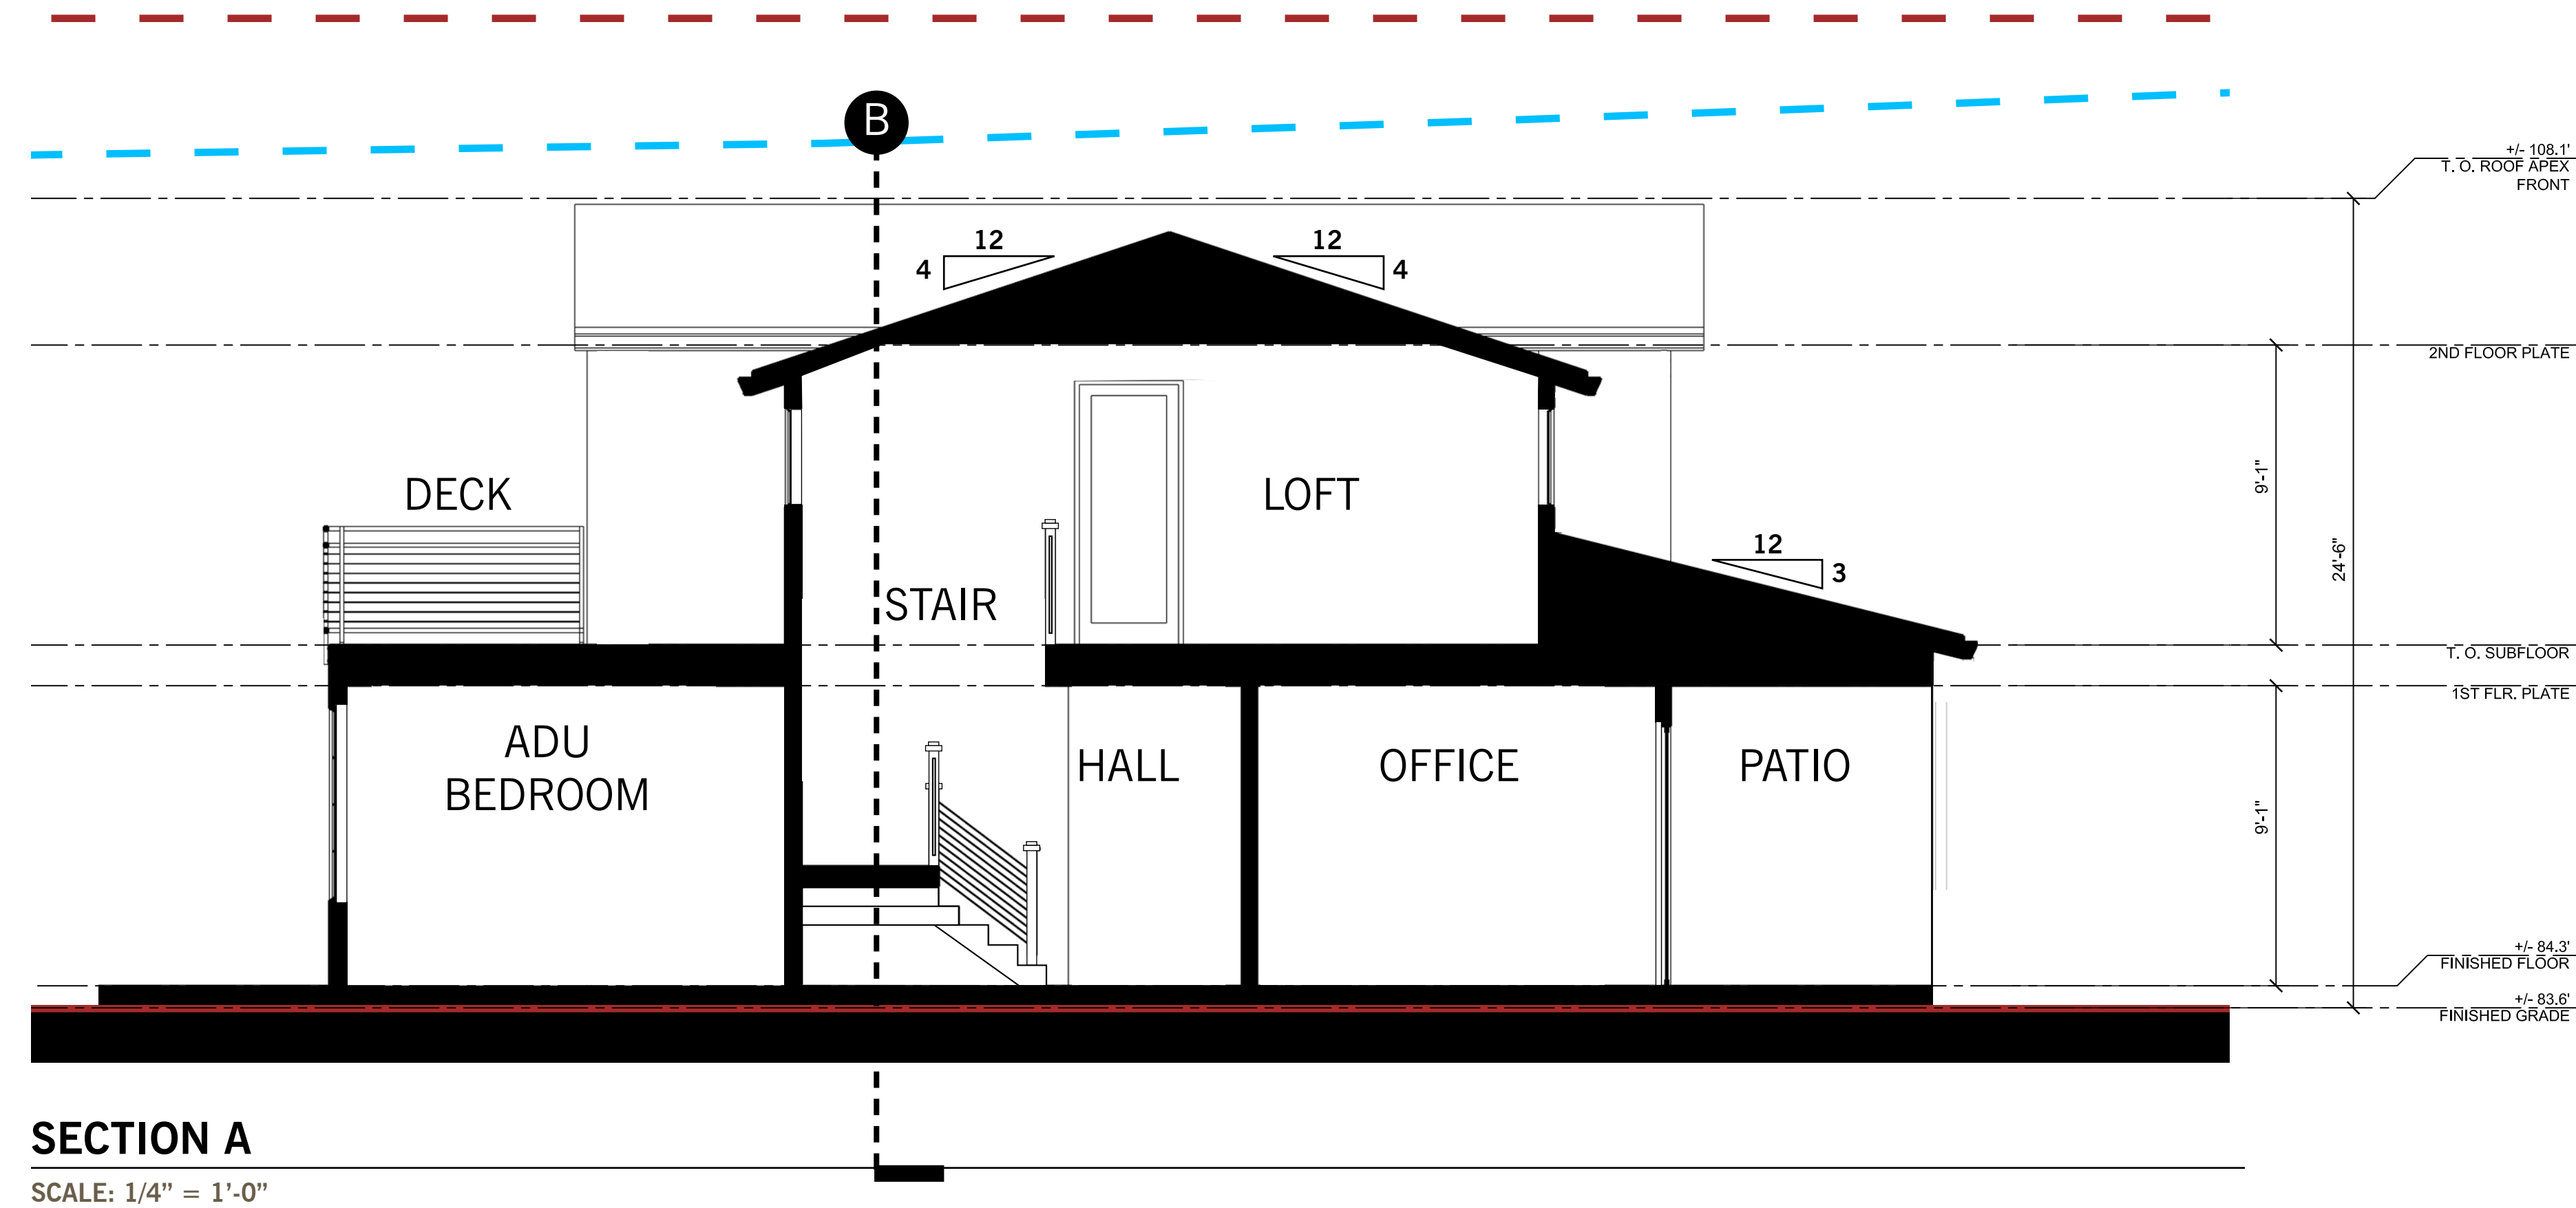 B
+/- 108.1'
T. O. ROOF APEX
FRONT
12
12
4
4
2ND FLOOR PLATE
DECK
LOFT
9'-1"
24'-6"
12
3
STAIR
T. O. SUBFLOOR
1ST FLR. PLATE
ADU
BEDROOM
HALL
OFFICE
PATIO
9'-1"
+/- 84.3'
FINISHED FLOOR
+/- 83.6'
FINISHED GRADE
SECTION A
SCALE: 1/4” = 1’-0”